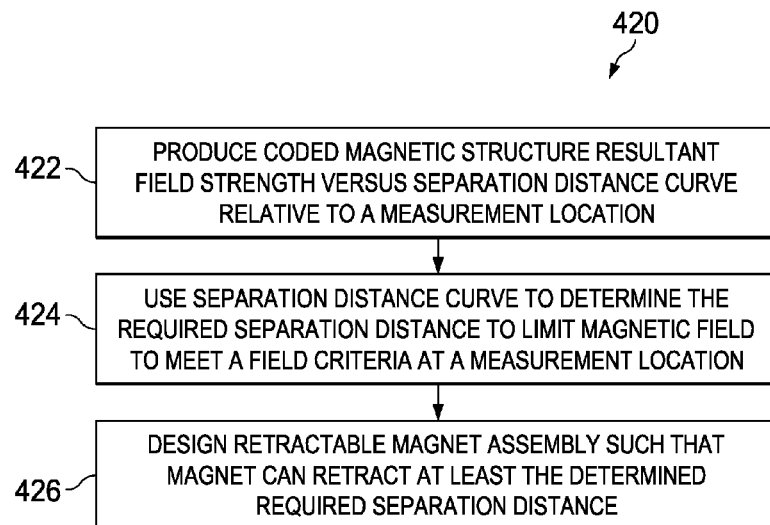 420
422
PRODUCE CODED MAGNETIC STRUCTURE RESULTANT
FIELD STRENGTH VERSUS SEPARATION DISTANCE CURVE
RELATIVE TO A MEASUREMENT LOCATION
424
USE SEPARATION DISTANCE CURVE TO DETERMINE THE
REQUIRED SEPARATION DISTANCE TO LIMIT MAGNETIC FIELD
TO MEET A FIELD CRITERIA AT A MEASUREMENT LOCATION
426
DESIGN RETRACTABLE MAGNET ASSEMBLY SUCH THAT
MAGNET CAN RETRACT AT LEAST THE DETERMINED
REQUIRED SEPARATION DISTANCE